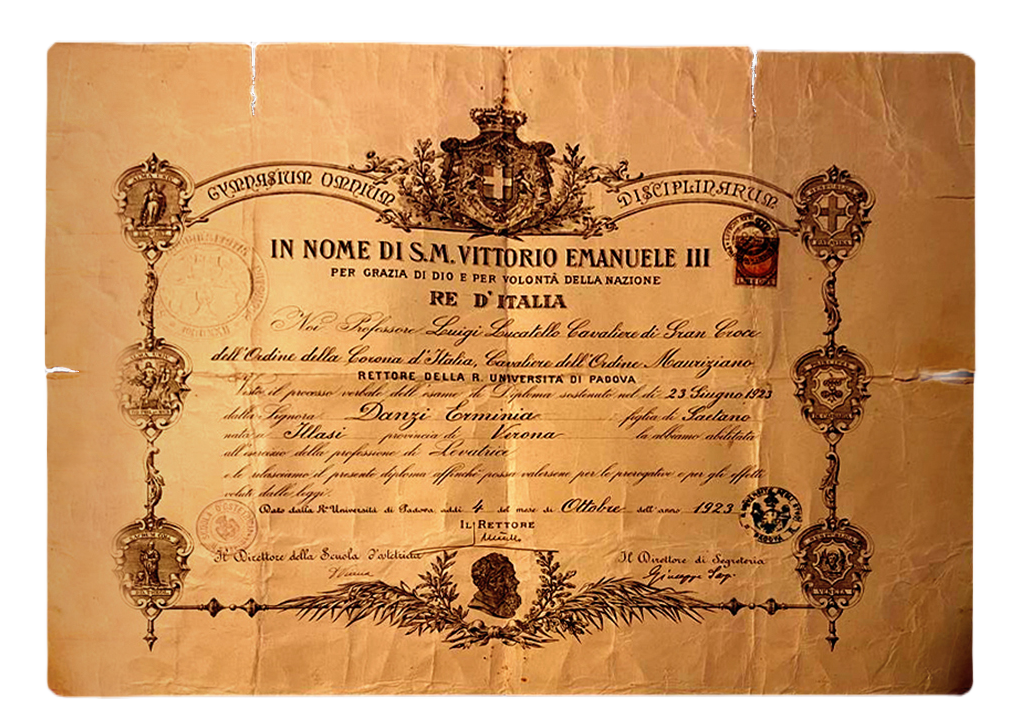 GYMNASIUM OMNIUM DISCIPLINARUM
IN NOME DI S.M. VITTORIO EMANUELE III
PER GRAZIA DI DIO E PER VOLONTÀ DELLA NAZIONE
RE D'ITALIA
Noi Professore Luigi Lucatello Cavaliere di Gran Croce
dell'Ordine della Corona d'Italia, Cavaliere dell'Ordine Mauriziano
RETTORE DELLA R. UNIVERSITÀ DI PADOVA
Visto il processo verbale dell'esame di Diploma sostenuto nel dì 23 Giugno 1923
dalla Signora Danzi Erminia figlia di Gaetano
nata a Illasi provincia di Verona la abbiamo abilitata
all'esercizio della professione di Levatrice
e le rilasciamo il presente diploma affinchè possa valersene per le prerogative e per gli effetti
voluti dalle leggi.
Dato dalla Rª Università di Padova addì 4 del mese di Ottobre dell'anno 1923
IL RETTORE
Il Direttore della Scuola Ostetricia
Il Direttore di Segreteria
Giuseppe
PADOVA
VENETIA